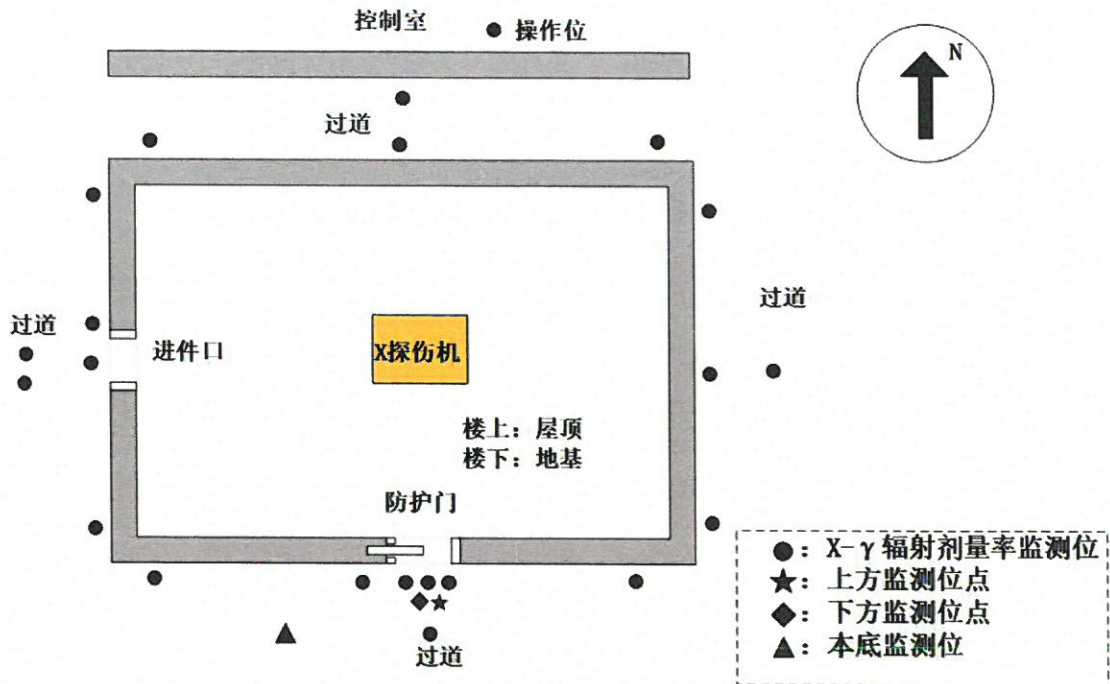 控制室
操作位
N
过道
过道
过道
进件口
X探伤机
楼上：屋顶
楼下：地基
防护门
●：X-γ辐射剂量率监测位
★：上方监测位点
◆：下方监测位点
▲：本底监测位
过道